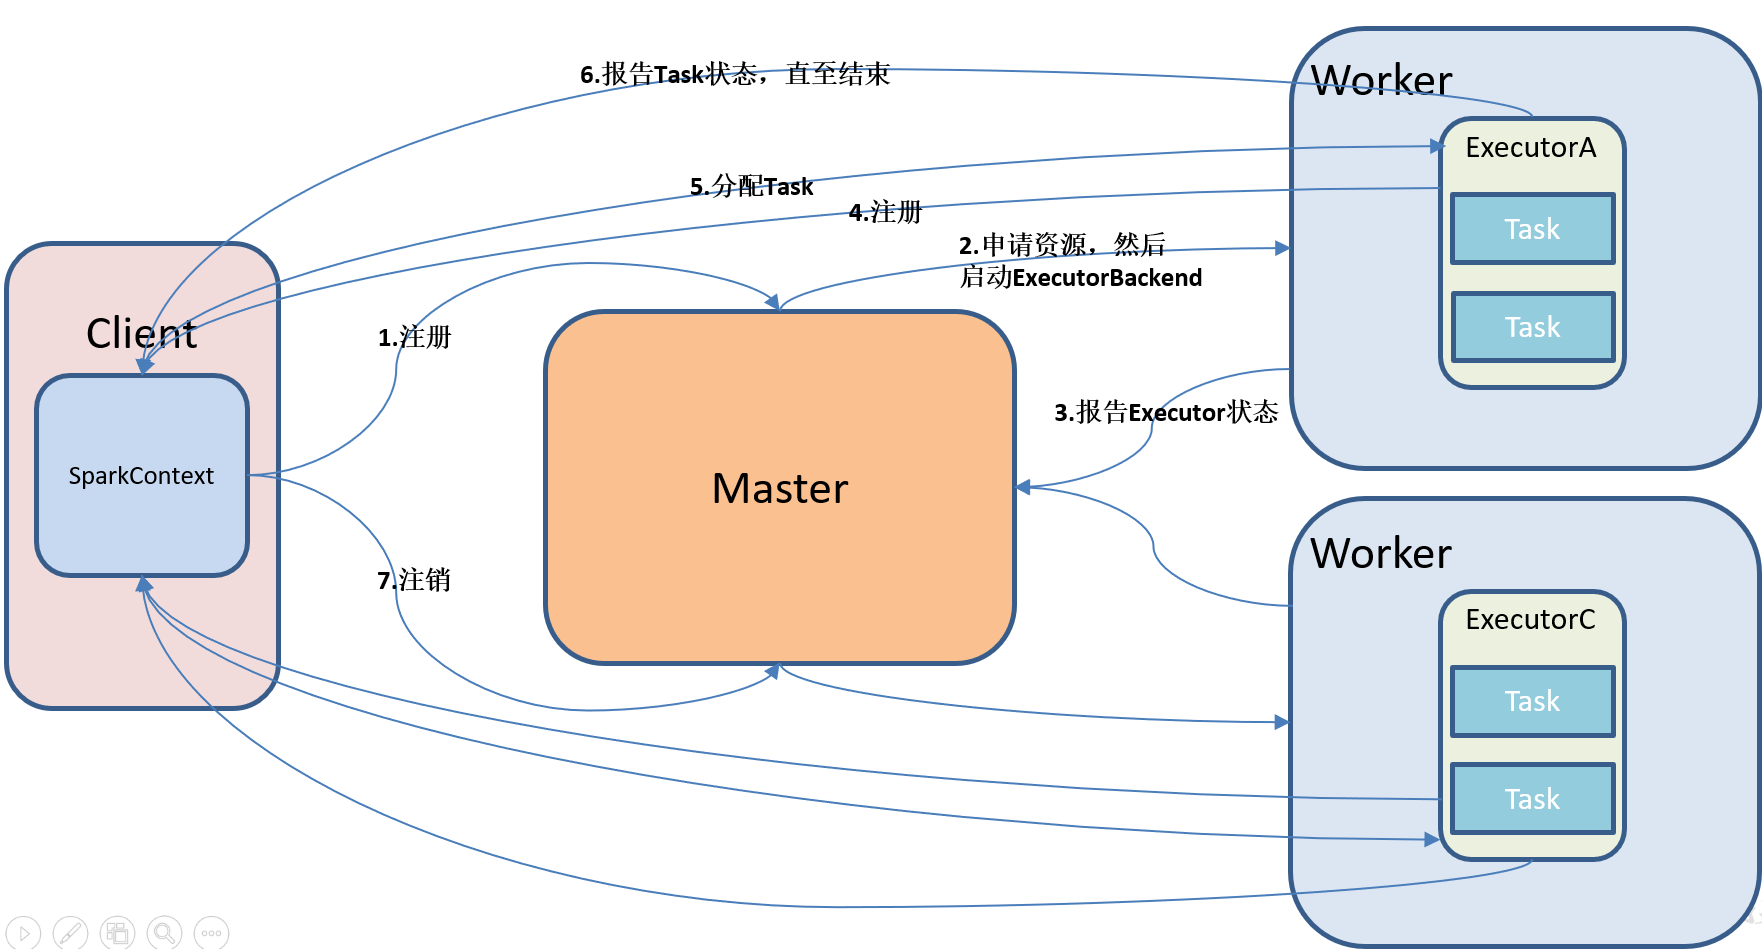 6.报告Task状态，直至结束
Worker
ExecutorA
5.分配Task
4.注册
Task
2.申请资源，然后
启动ExecutorBackend
Client
1.注册
Task
3.报告Executor状态
SparkContext
Master
Worker
7.注销
ExecutorC
Task
Task